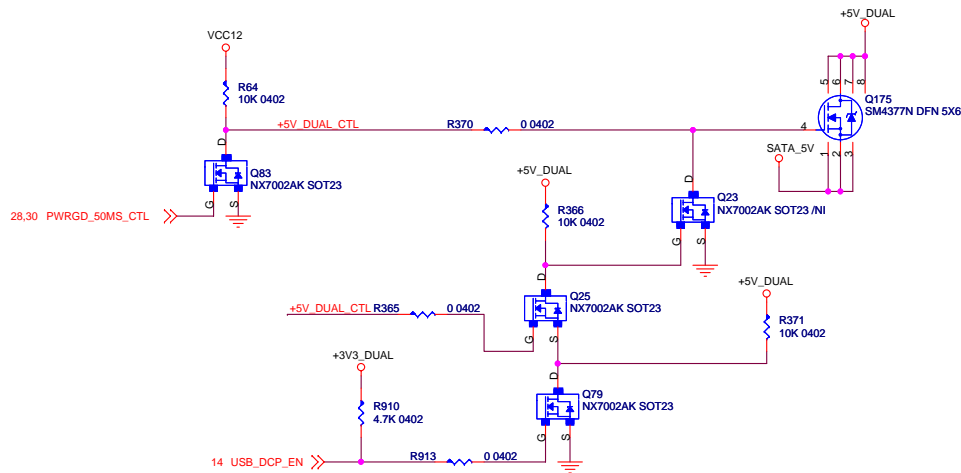 +5V_DUAL
VCC12
R64
10K 0402
5 6 7 8
Q175
SM4377N DFN 5X6
+5V_DUAL_CTL
R370
0 0402
4
SATA_5V
1 2 3
D
Q83
NX7002AK SOT23
G
S
28,30 PWRGD_50MS_CTL
+5V_DUAL
D
Q23
NX7002AK SOT23 /NI
G
S
R366
10K 0402
D
Q25
NX7002AK SOT23
G
S
+5V_DUAL
+5V_DUAL_CTL
R365
0 0402
R371
10K 0402
+3V3_DUAL
D
Q79
NX7002AK SOT23
G
S
R910
4.7K 0402
14 USB_DCP_EN
R913
0 0402